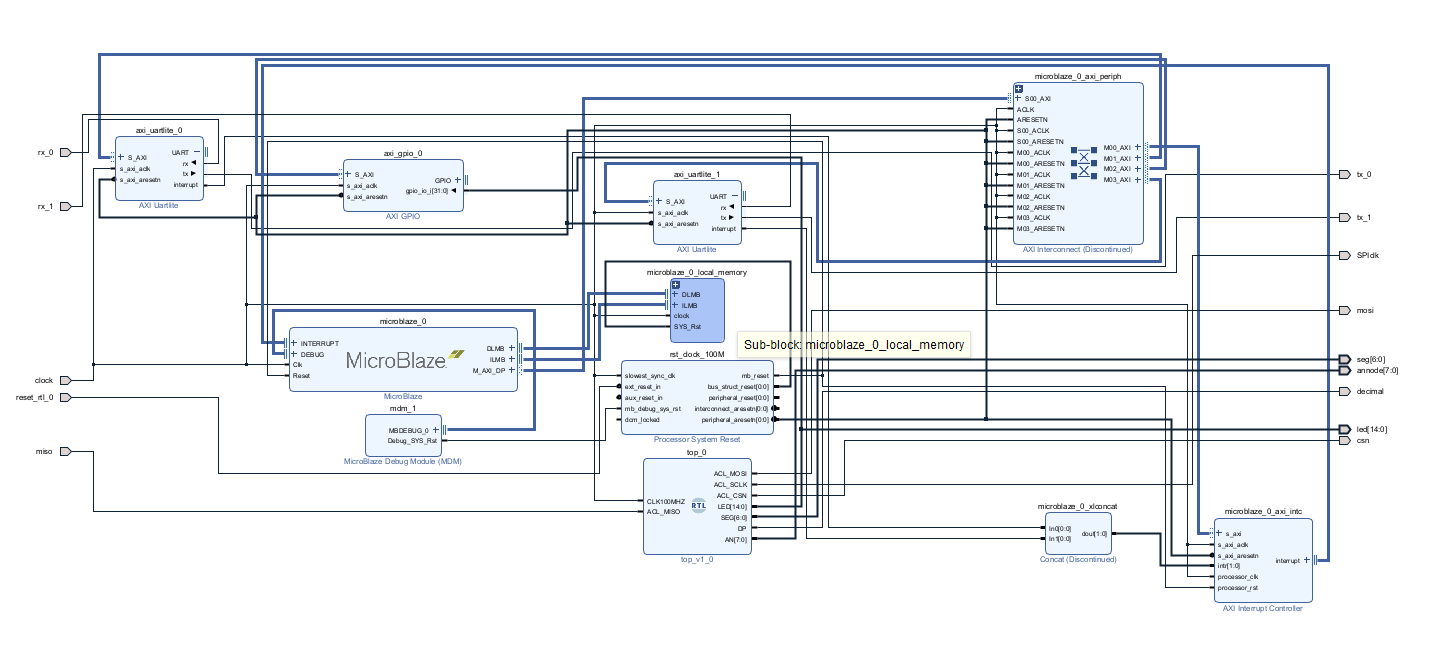 rx_0
rx_1
clock
reset_rtl_0
miso
axi_uartlite_0
S_AXI
s_axi_aclk
s_axi_aresetn
UART
rx
tx
interrupt
AXI Uartlite
axi_gpio_0
S_AXI
s_axi_aclk
s_axi_aresetn
GPIO
gpio_io_i[31:0]
AXI GPIO
axi_uartlite_1
S_AXI
s_axi_aclk
s_axi_aresetn
UART
rx
tx
interrupt
AXI Uartlite
microblaze_0_axi_periph
S00_AXI
ACLK
ARESETN
S00_ACLK
S00_ARESETN
M00_ACLK
M00_ARESETN
M01_ACLK
M01_ARESETN
M02_ACLK
M02_ARESETN
M03_ACLK
M03_ARESETN
M00_AXI
M01_AXI
M02_AXI
M03_AXI
AXI Interconnect (Discontinued)
microblaze_0_local_memory
DLMB
ILMB
clock
SYS_Rst
Sub-block: microblaze_0_local_memory
microblaze_0
INTERRUPT
DEBUG
Clk
Reset
MicroBlaze
DLMB
ILMB
M_AXI_DP
MicroBlaze
mdm_1
MBDEBUG_0
Debug_SYS_Rst
MicroBlaze Debug Module (MDM)
rst_clock_100M
slowest_sync_clk
ext_reset_in
aux_reset_in
mb_debug_sys_rst
dcm_locked
mb_reset
bus_struct_reset[0:0]
peripheral_reset[0:0]
interconnect_aresetn[0:0]
peripheral_aresetn[0:0]
Processor System Reset
top_0
CLK100MHZ
ACL_MISO
RTL
ACL_MOSI
ACL_SCLK
ACL_CSN
LED[14:0]
SEG[6:0]
DP
AN[7:0]
top_v1_0
microblaze_0_xlconcat
In0[0:0]
In1[0:0]
dout[1:0]
Concat (Discontinued)
microblaze_0_axi_intc
s_axi
s_axi_aclk
s_axi_aresetn
intr[1:0]
processor_clk
processor_rst
interrupt
AXI Interrupt Controller
tx_0
tx_1
SPIclk
mosi
seg[6:0]
annode[7:0]
decimal
led[14:0]
csn